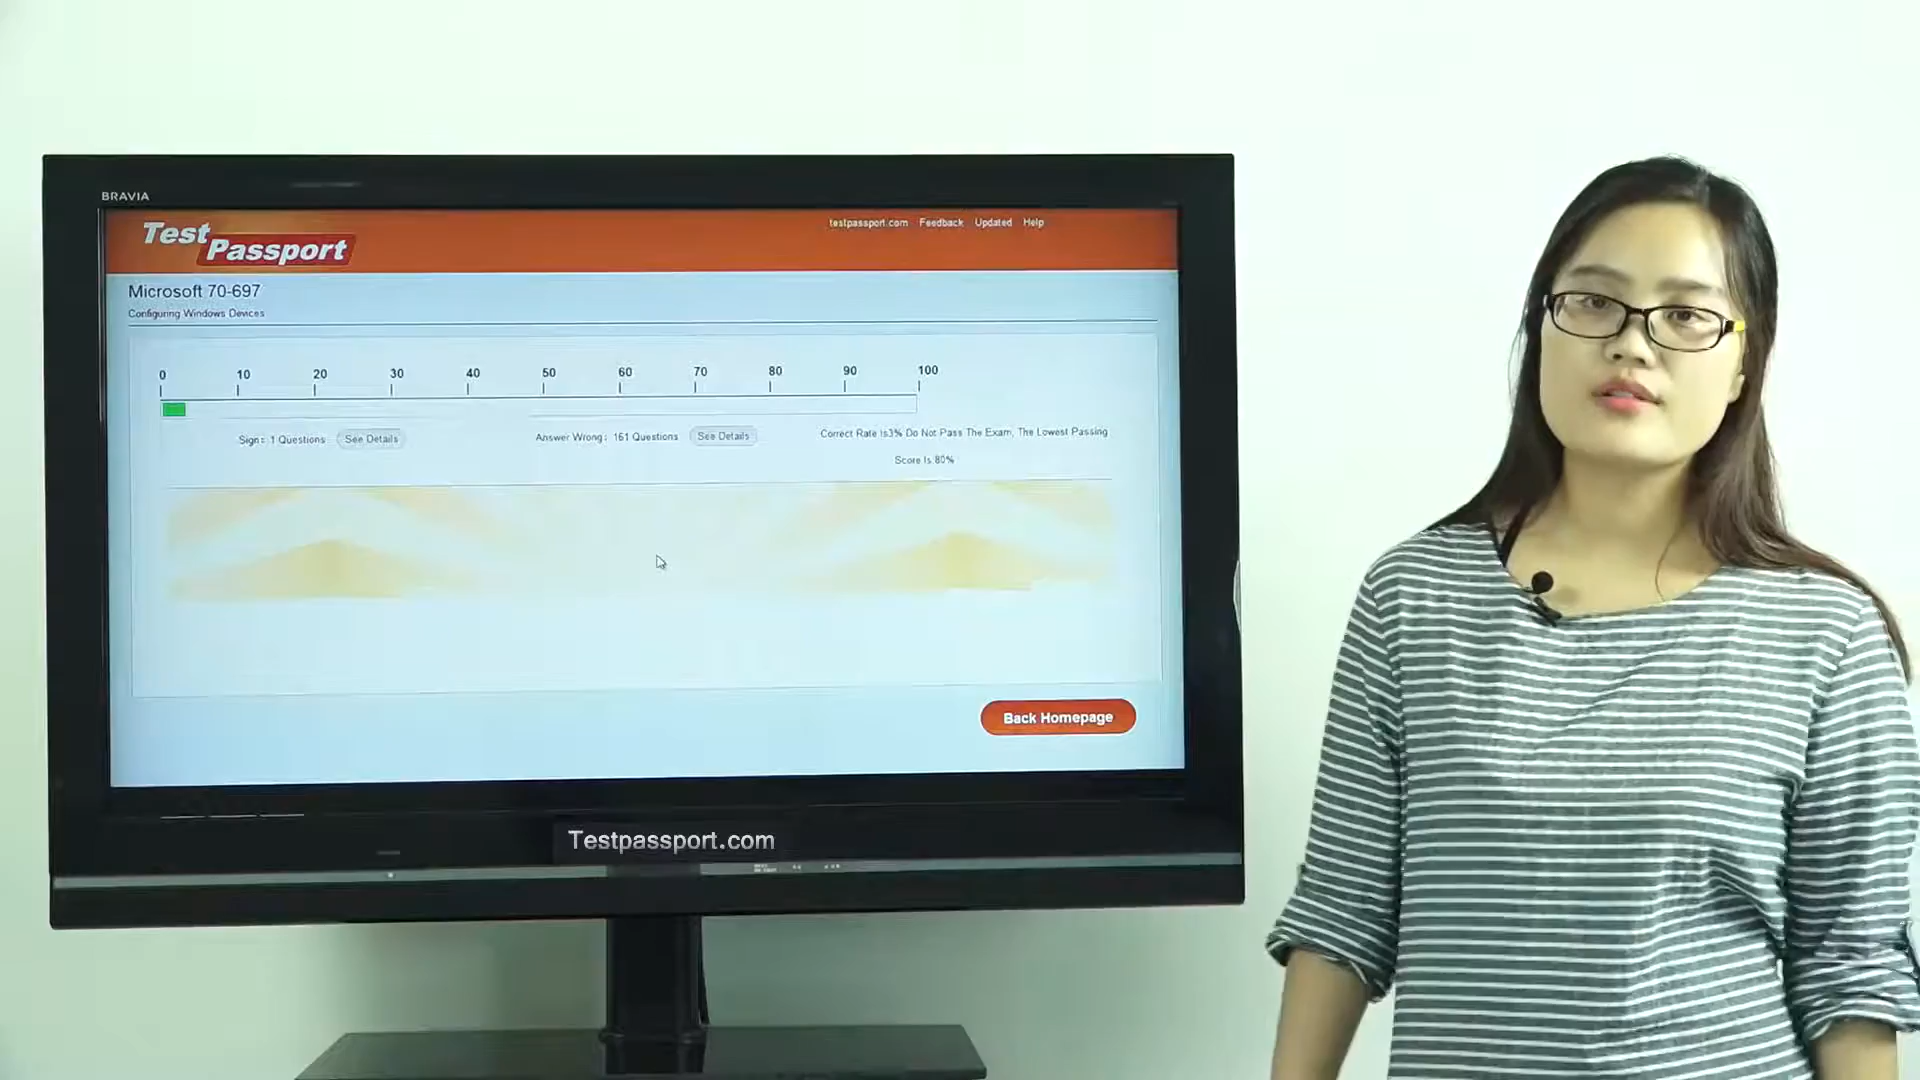 BRAVIA
Test
Passport
testpassport.com Feedback Updated Help
Microsoft 70-697
Configuring Windows Devices
0 10 20 30 40 50 60 70 80 90 100
Sign: 1 Questions See Details
Answer Wrong: 161 Questions See Details
Correct Rate Is3% Do Not Pass The Exam, The Lowest Passing
Score Is 80%
Back Homepage
Testpassport.com